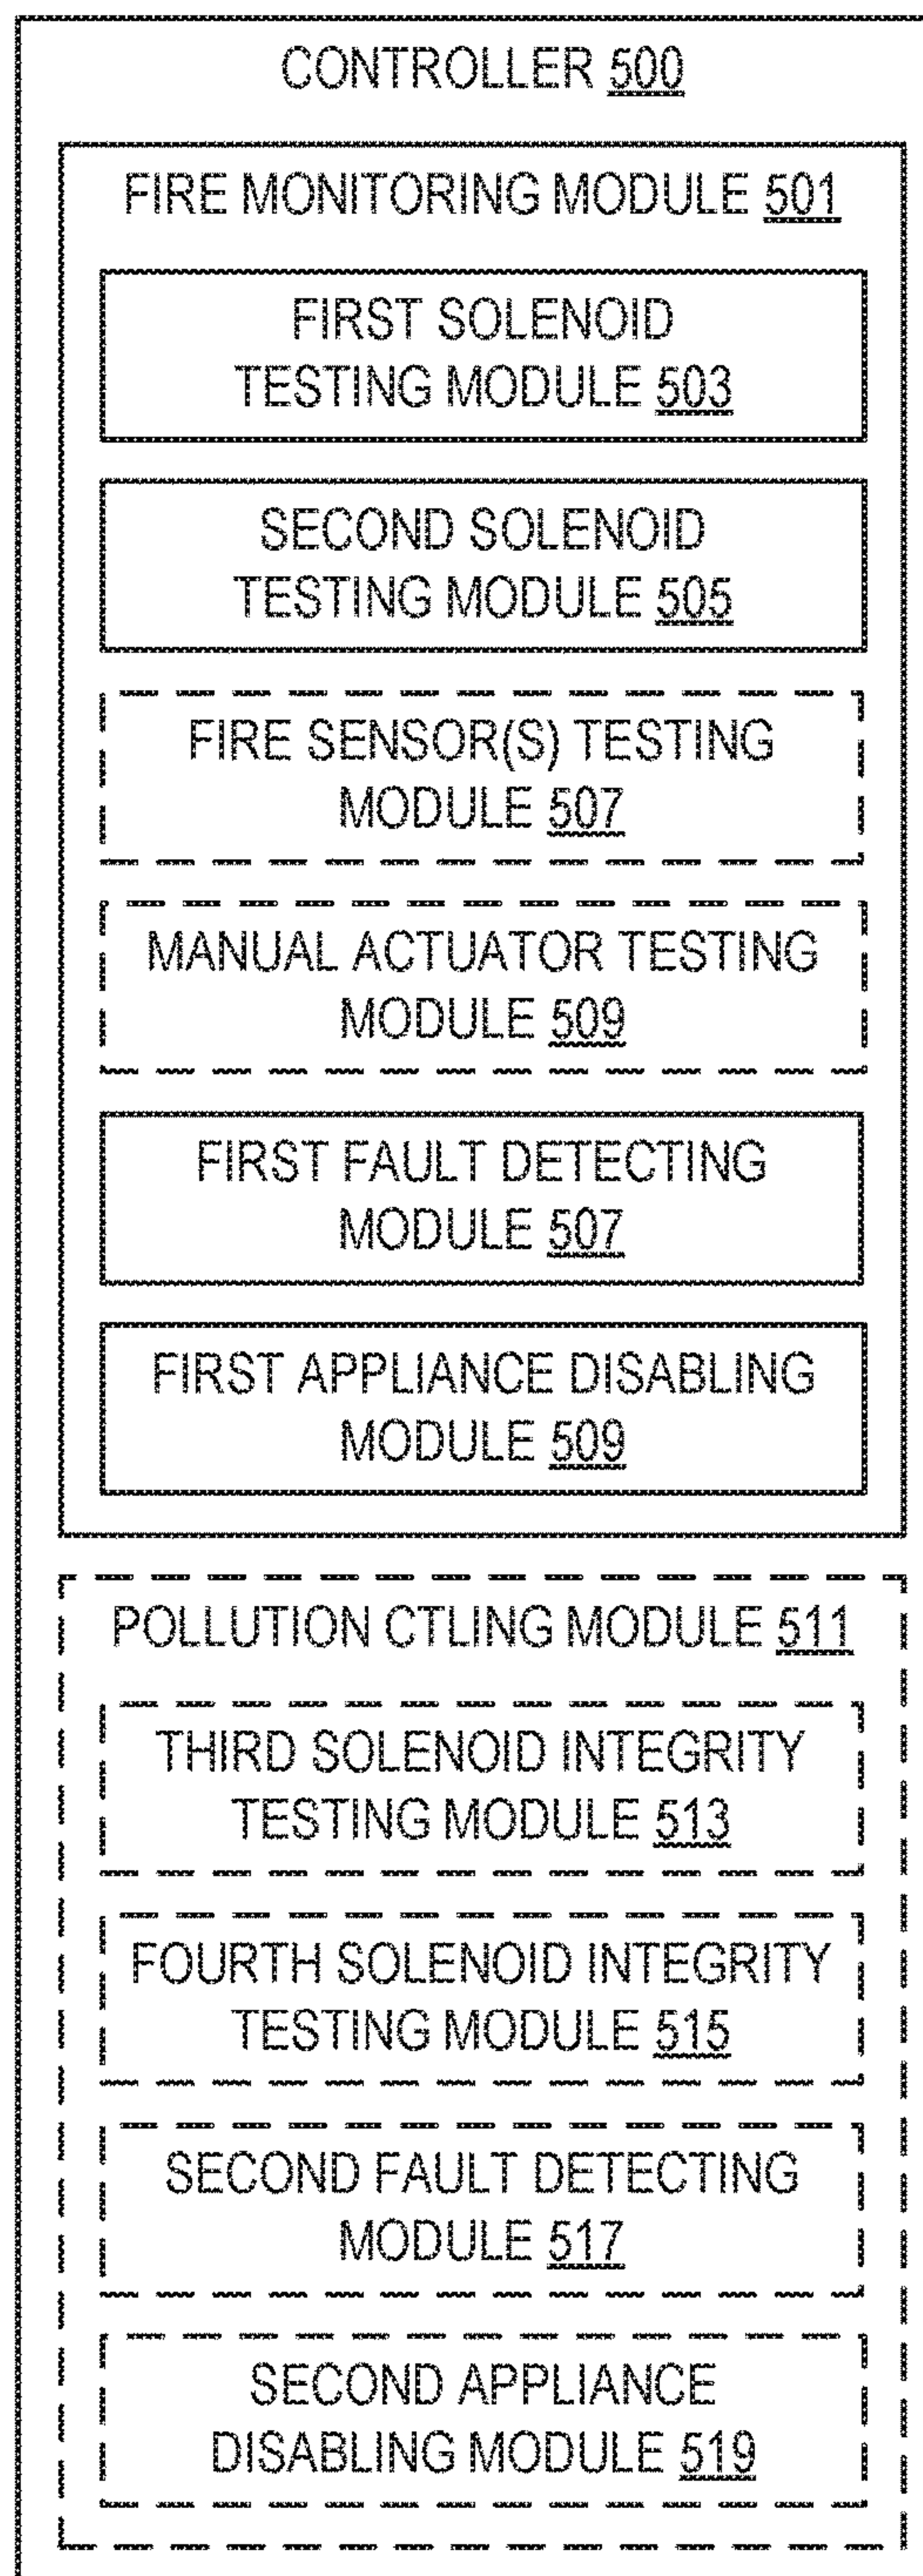 CONTROLLER 500
FIRE MONITORING MODULE 501
FIRST SOLENOID
TESTING MODULE 503
SECOND SOLENOID
TESTING MODULE 505
FIRE SENSOR(S) TESTING
MODULE 507
MANUAL ACTUATOR TESTING
MODULE 509
FIRST FAULT DETECTING
MODULE 507
FIRST APPLIANCE DISABLING
MODULE 509
POLLUTION CTLING MODULE 511
THIRD SOLENOID INTEGRITY
TESTING MODULE 513
FOURTH SOLENOID INTEGRITY
TESTING MODULE 515
SECOND FAULT DETECTING
MODULE 517
SECOND APPLIANCE
DISABLING MODULE 519